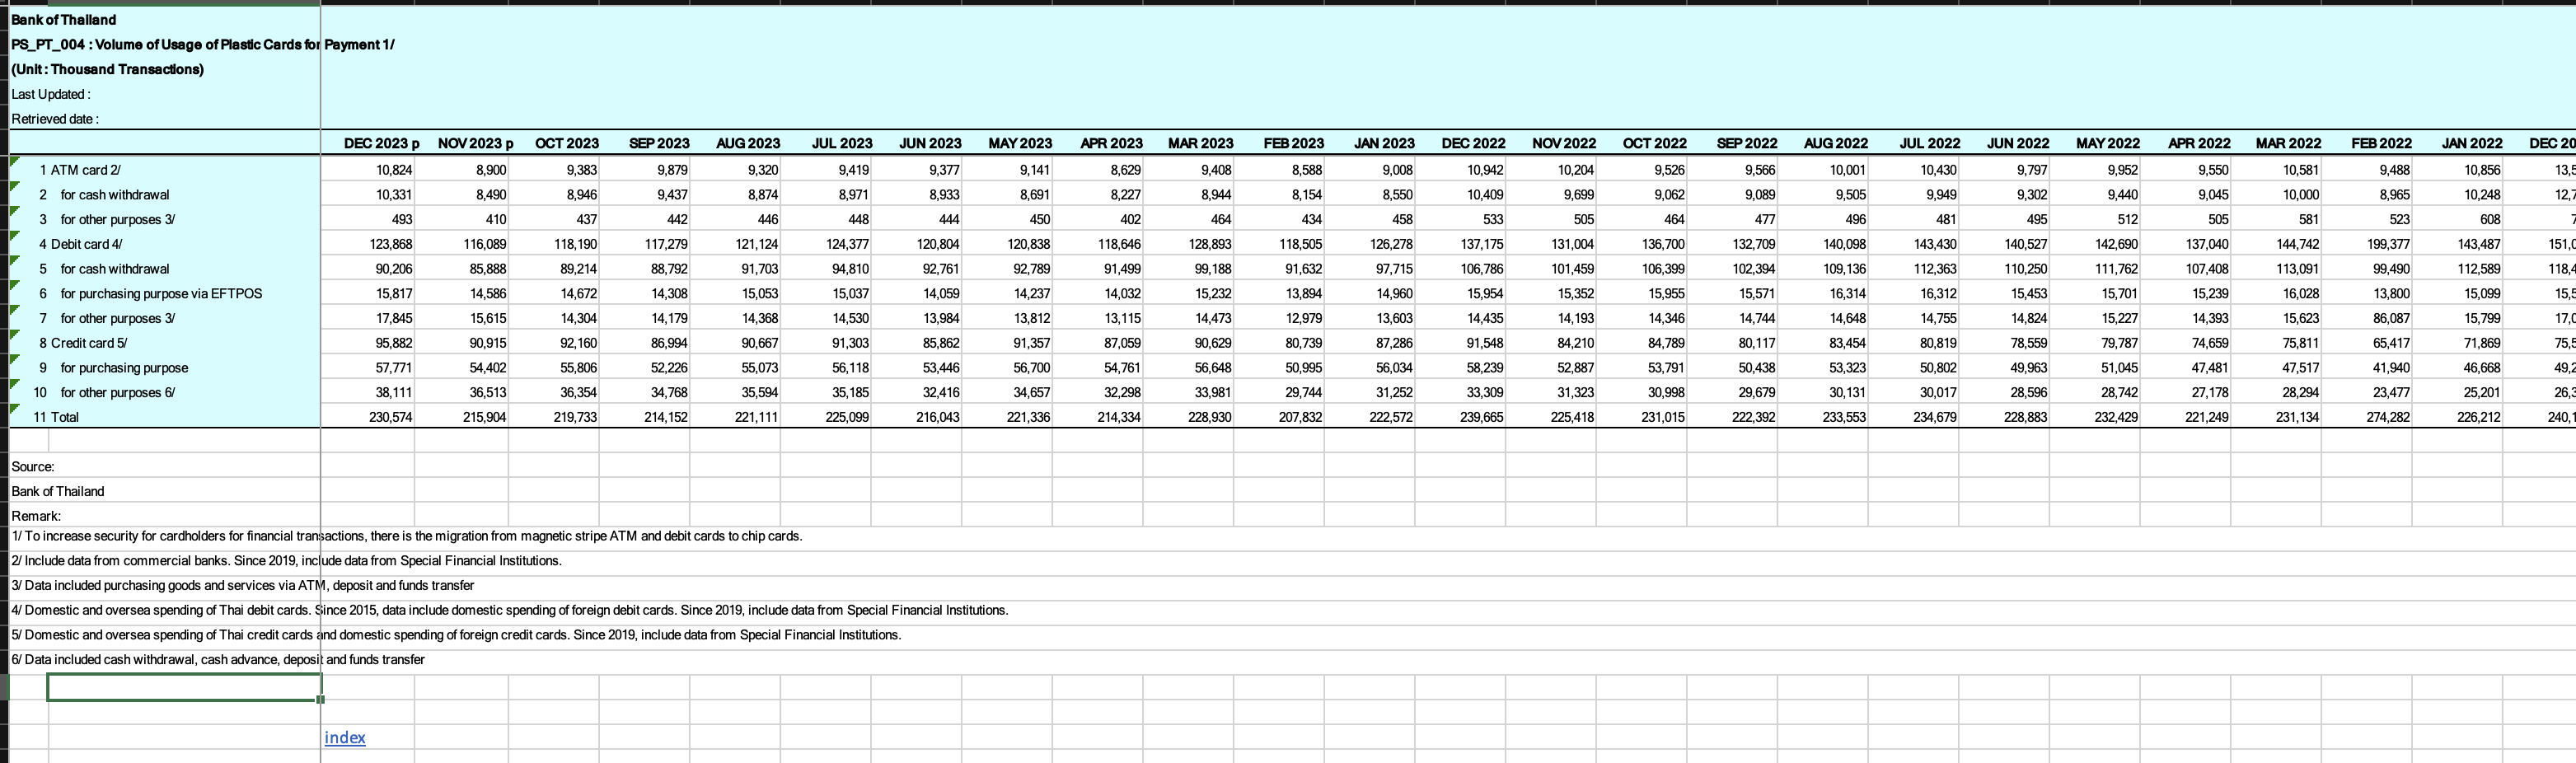 Bank of Thailand
PS_PT_004 : Volume of Usage of Plastic Cards for Payment 1/
(Unit : Thousand Transactions)
Last Updated :
Retrieved date :
DEC 2023 p NOV 2023 p OCT 2023 SEP 2023 AUG 2023 JUL 2023 JUN 2023 MAY 2023 APR 2023 MAR 2023 FEB 2023 JAN 2023 DEC 2022 NOV 2022 OCT 2022 SEP 2022 AUG 2022 JUL 2022 JUN 2022 MAY 2022 APR 2022 MAR 2022 FEB 2022 JAN 2022 DEC 20
1 ATM card 2/ 10,824 8,900 9,383 9,879 9,320 9,419 9,377 9,141 8,629 9,408 8,588 9,008 10,942 10,204 9,526 9,566 10,001 10,430 9,797 9,952 9,550 10,581 9,488 10,856 13,5
2 for cash withdrawal 10,331 8,490 8,946 9,437 8,874 8,971 8,933 8,691 8,227 8,944 8,154 8,550 10,409 9,699 9,062 9,089 9,505 9,949 9,302 9,440 9,045 10,000 8,965 10,248 12,7
3 for other purposes 3/ 493 410 437 442 446 448 444 450 402 464 434 458 533 505 464 477 496 481 495 512 505 581 523 608 7
4 Debit card 4/ 123,868 116,089 118,190 117,279 121,124 124,377 120,804 120,838 118,646 128,893 118,505 126,278 137,175 131,004 136,700 132,709 140,098 143,430 140,527 142,690 137,040 144,742 199,377 143,487 151,0
5 for cash withdrawal 90,206 85,888 89,214 88,792 91,703 94,810 92,761 92,789 91,499 99,188 91,632 97,715 106,786 101,459 106,399 102,394 109,136 112,363 110,250 111,762 107,408 113,091 99,490 112,589 118,4
6 for purchasing purpose via EFTPOS 15,817 14,586 14,672 14,308 15,053 15,037 14,059 14,237 14,032 15,232 13,894 14,960 15,954 15,352 15,955 15,571 16,314 16,312 15,453 15,701 15,239 16,028 13,800 15,099 15,5
7 for other purposes 3/ 17,845 15,615 14,304 14,179 14,368 14,530 13,984 13,812 13,115 14,473 12,979 13,603 14,435 14,193 14,346 14,744 14,648 14,755 14,824 15,227 14,393 15,623 86,087 15,799 17,0
8 Credit card 5/ 95,882 90,915 92,160 86,994 90,667 91,303 85,862 91,357 87,059 90,629 80,739 87,286 91,548 84,210 84,789 80,117 83,454 80,819 78,559 79,787 74,659 75,811 65,417 71,869 75,5
9 for purchasing purpose 57,771 54,402 55,806 52,226 55,073 56,118 53,446 56,700 54,761 56,648 50,995 56,034 58,239 52,887 53,791 50,438 53,323 50,802 49,963 51,045 47,481 47,517 41,940 46,668 49,2
10 for other purposes 6/ 38,111 36,513 36,354 34,768 35,594 35,185 32,416 34,657 32,298 33,981 29,744 31,252 33,309 31,323 30,998 29,679 30,131 30,017 28,596 28,742 27,178 28,294 23,477 25,201 26,3
11 Total 230,574 215,904 219,733 214,152 221,111 225,099 216,043 221,336 214,334 228,930 207,832 222,572 239,665 225,418 231,015 222,392 233,553 234,679 228,883 232,429 221,249 231,134 274,282 226,212 240,1
Source:
Bank of Thailand
Remark:
1/ To increase security for cardholders for financial transactions, there is the migration from magnetic stripe ATM and debit cards to chip cards.
2/ Include data from commercial banks. Since 2019, include data from Special Financial Institutions.
3/ Data included purchasing goods and services via ATM, deposit and funds transfer
4/ Domestic and oversea spending of Thai debit cards. Since 2015, data include domestic spending of foreign debit cards. Since 2019, include data from Special Financial Institutions.
5/ Domestic and oversea spending of Thai credit cards and domestic spending of foreign credit cards. Since 2019, include data from Special Financial Institutions.
6/ Data included cash withdrawal, cash advance, deposit and funds transfer
index